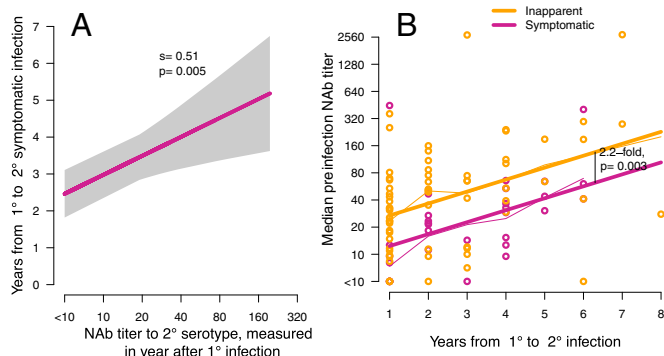 A
Years from 1° to 2° symptomatic infection
7
6
5
4
3
2
1
0
s= 0.51
p= 0.005
<10 10 20 40 80 160 320
NAb titer to 2° serotype, measured
in year after 1° infection
B
Inapparent
Symptomatic
Median preinfection NAb titer
2560
1280
640
320
160
80
40
20
<10
2.2–fold,
p= 0.003
1 2 3 4 5 6 7 8
Years from 1° to 2° infection